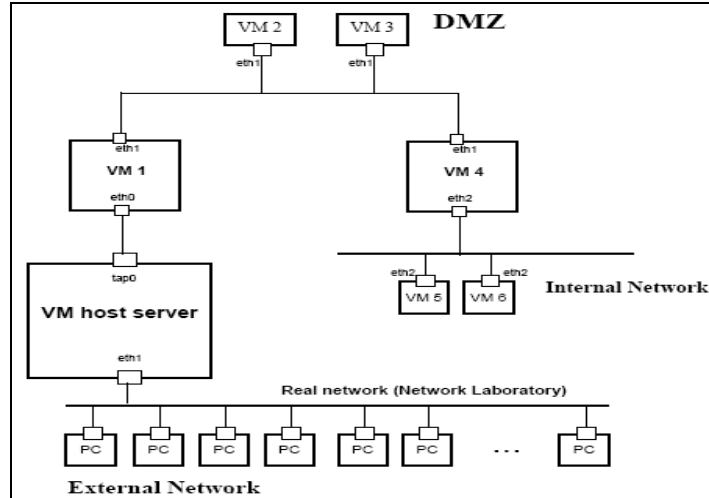 VM 2
VM 3
DMZ
eth1
eth1
eth1
VM 1
eth0
eth1
VM 4
eth2
tap0
VM host server
eth1
eth2
eth2
VM 5
VM 6
Internal Network
Real network (Network Laboratory)
PC
PC
PC
PC
PC
PC
...
PC
External Network